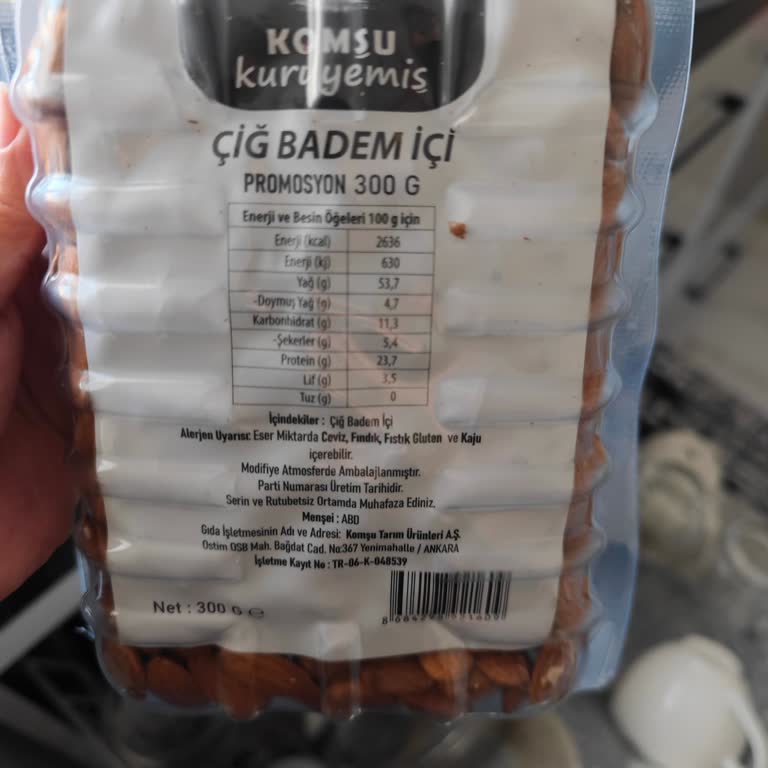 KOMŞU
kuruyemiş
ÇİĞ BADEM İÇİ
PROMOSYON 300 G
Enerji ve Besin Öğeleri 100 g için
Enerji (kcal) 2636
Enerji (kj) 630
Yağ (g) 53,7
-Doymuş Yağ (g) 4,7
Karbonhidrat (g) 11,3
-Şekerler (g) 5,4
Protein (g) 23,7
Lif (g) 3,5
Tuz (g) 0
İçindekiler : Çiğ Badem İçi
Alerjen Uyarısı: Eser Miktarda Ceviz, Fındık, Fıstık Gluten ve Kaju
içerebilir.
Modifiye Atmosferde Ambalajlanmıştır.
Parti Numarası Üretim Tarihidir.
Serin ve Rutubetsiz Ortamda Muhafaza Ediniz.
Menşei : ABD
Gıda İşletmesinin Adı ve Adresi: Komşu Tarım Ürünleri A.Ş.
Ostim OSB Mah. Bağdat Cad. No:367 Yenimahalle / ANKARA
İşletme Kayıt No : TR-06-K-048539
Net : 300 G e